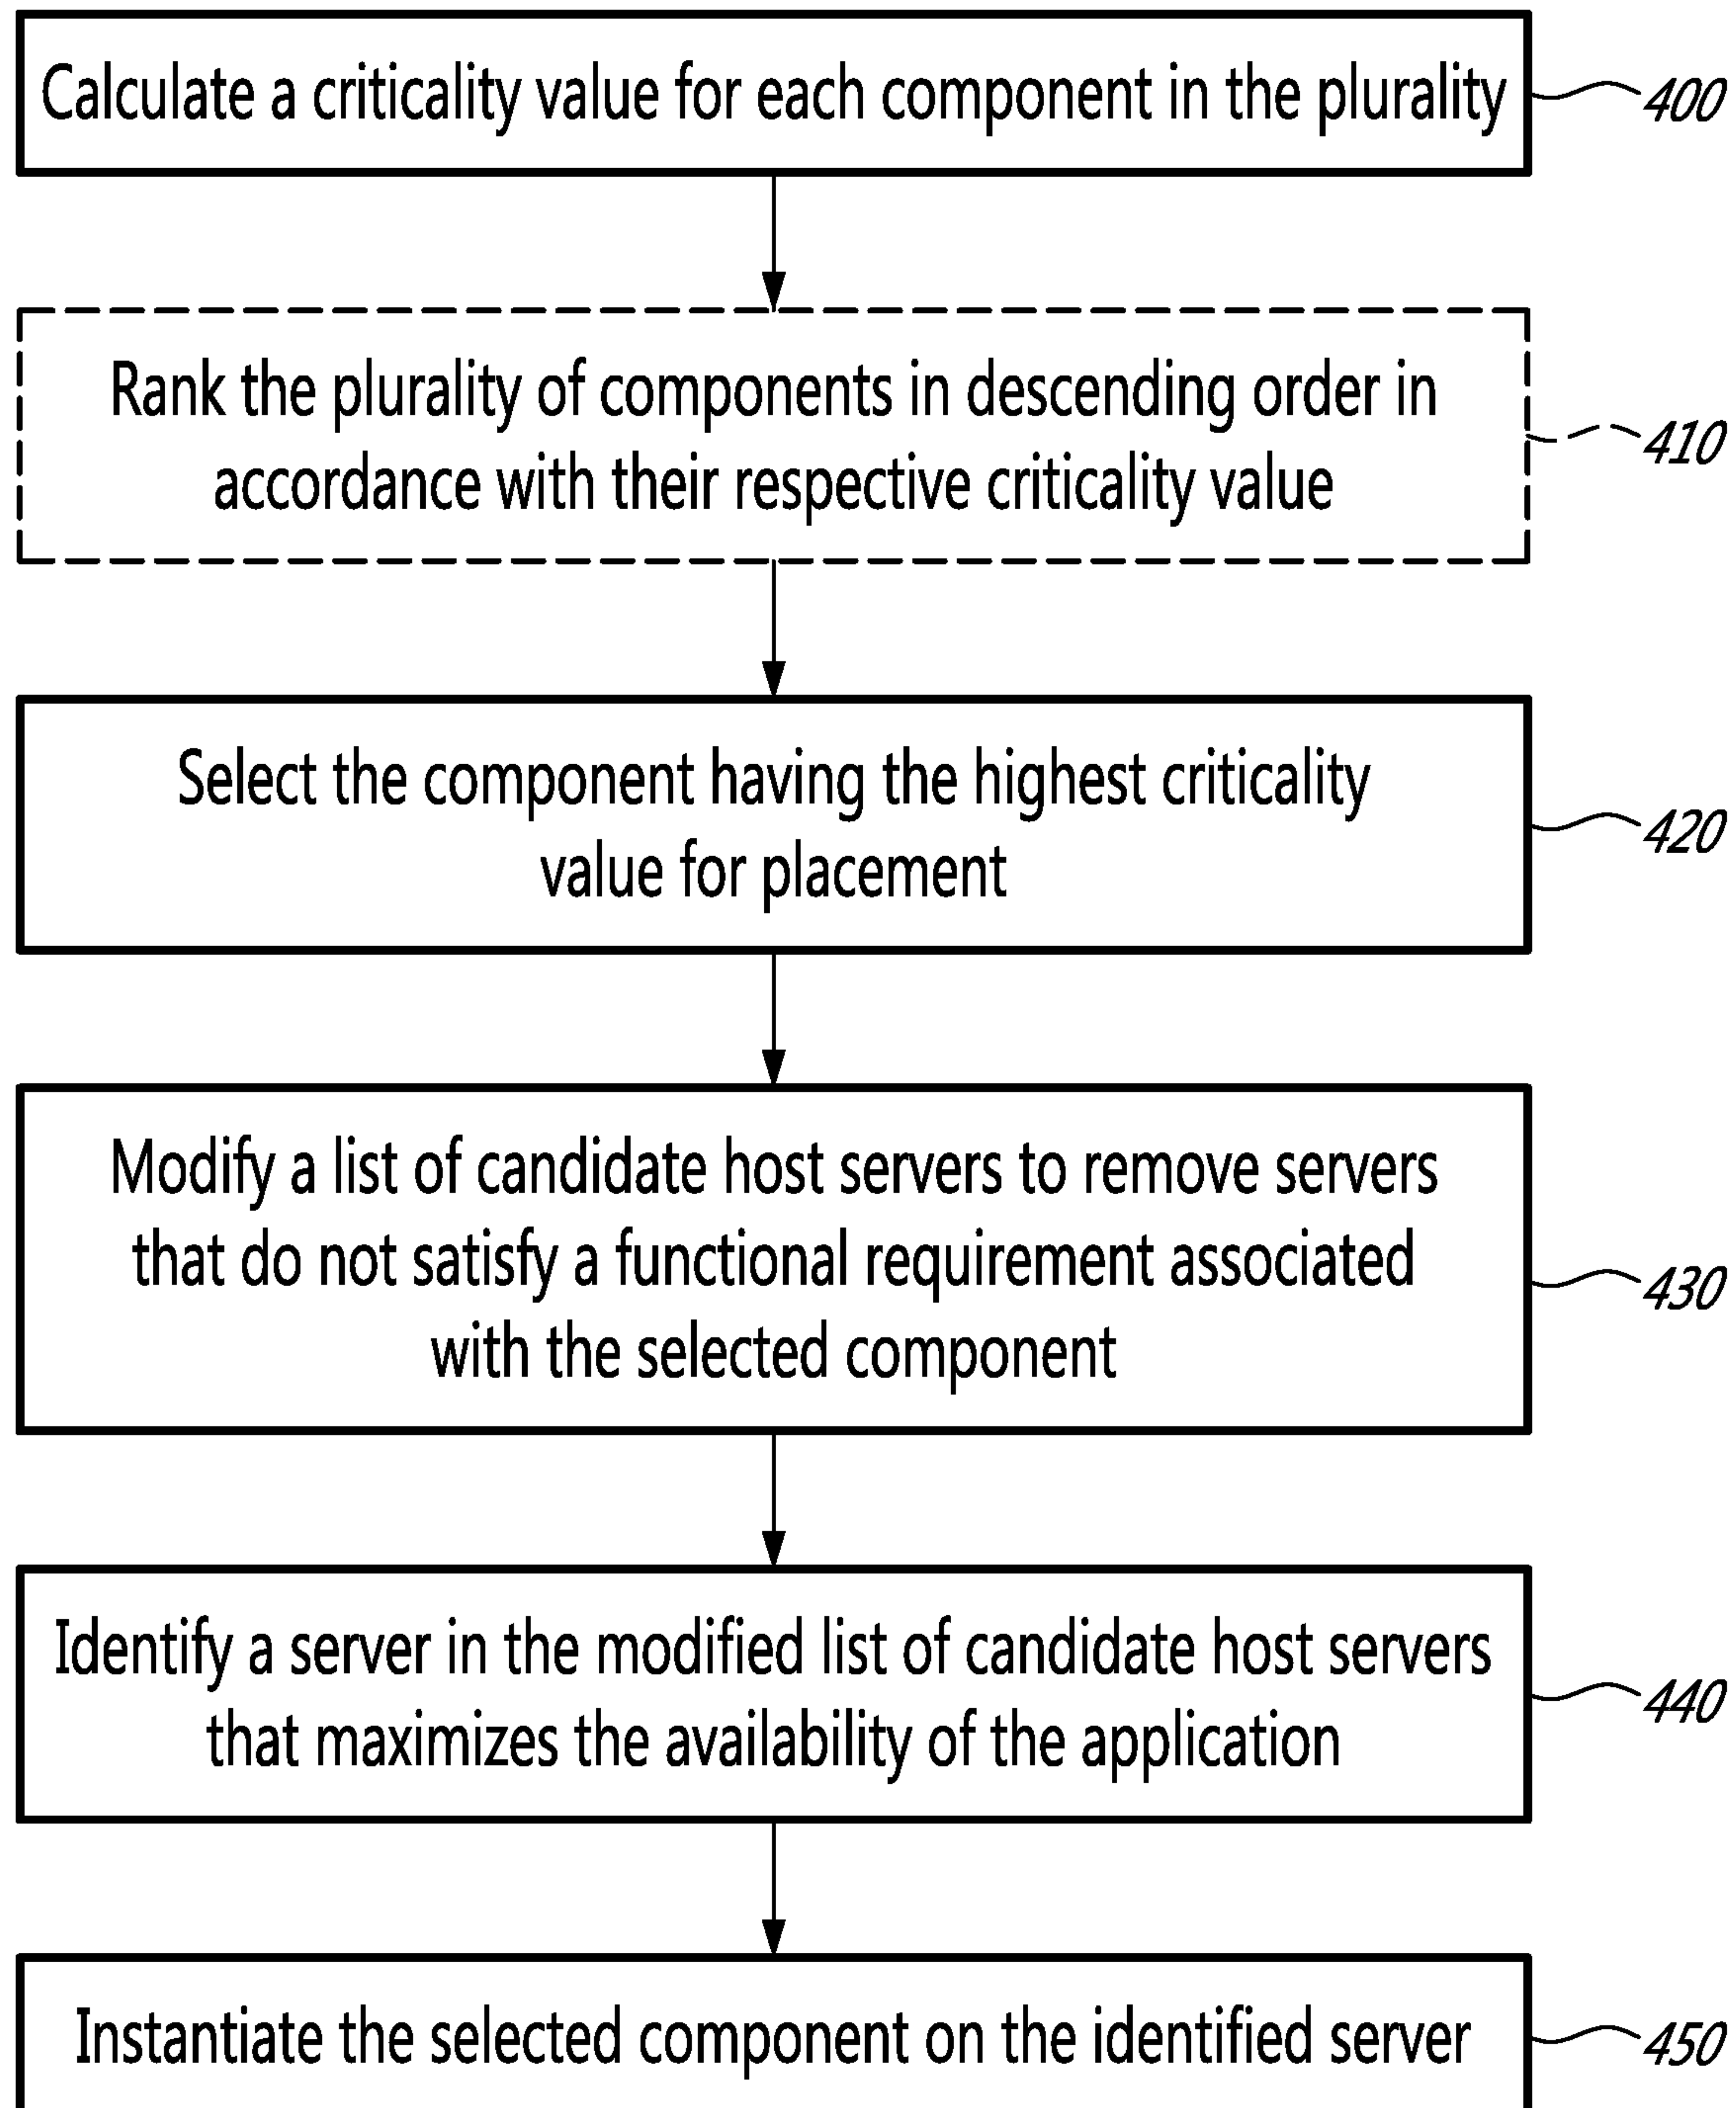 Calculate a criticality value for each component in the plurality
400
Rank the plurality of components in descending order in
accordance with their respective criticality value
410
Select the component having the highest criticality
value for placement
420
Modify a list of candidate host servers to remove servers
that do not satisfy a functional requirement associated
with the selected component
430
Identify a server in the modified list of candidate host servers
that maximizes the availability of the application
440
Instantiate the selected component on the identified server
450